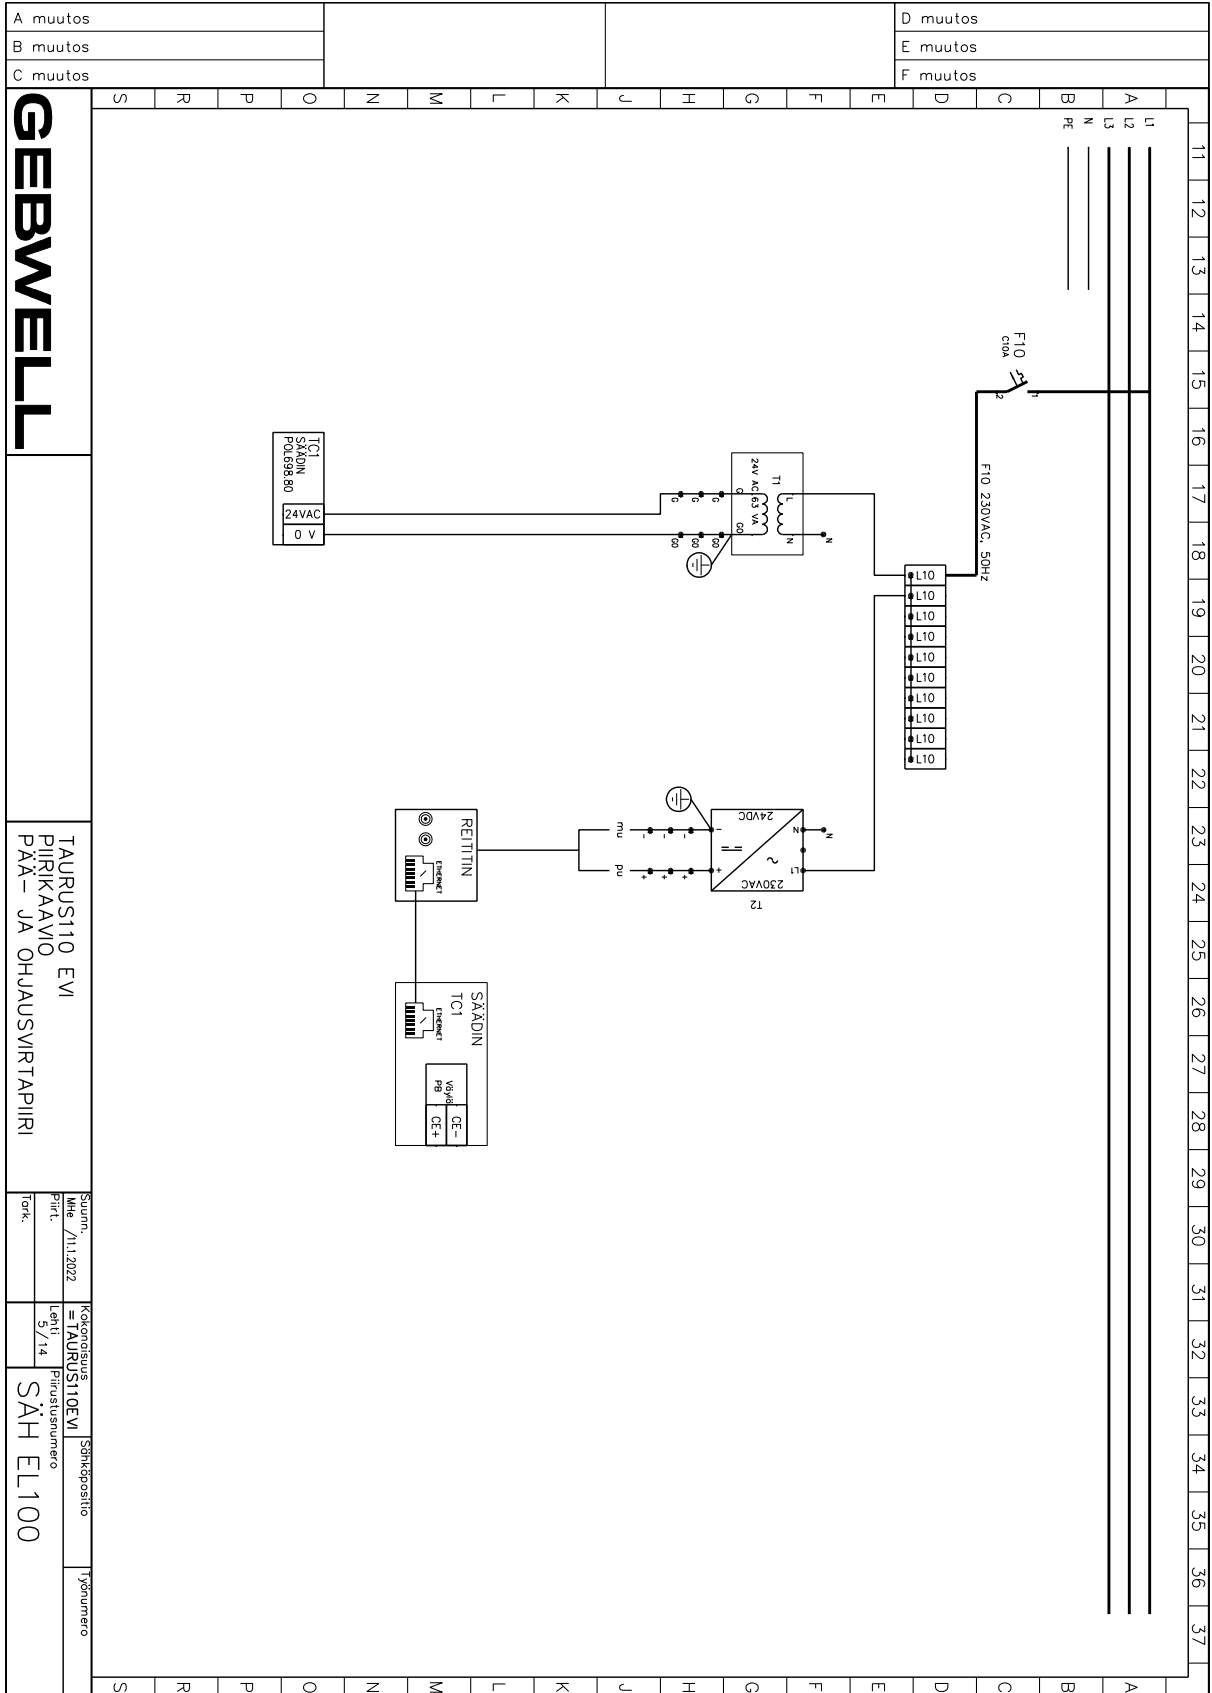 A muutos
B muutos
C muutos
D muutos
E muutos
F muutos
S R P O N M L K J H G F E D C B A
11 12 13 14 15 16 17 18 19 20 21 22 23 24 25 26 27 28 29 30 31 32 33 34 35 36 37
L1
L2
L3
N
PE
F10
C10A
1
2
F10 230VAC, 50Hz
L10
L10
L10
L10
L10
L10
L10
L10
L10
L10
T1
24V AC,63 VA
L
N
N
G
G0
G G G
G0 G0 G0
TC1
SÄÄDIN
POL698.80
24VAC
0 V
T2
230VAC
24VDC
L1
N
N
-
+
- - -
+ + +
mu
pu
REITITIN
ETHERNET
SÄÄDIN
TC1
ETHERNET
Väylä
PB
CE-
CE+
GEBWELL
TAURUS110 EVI
PIIRIKAAVIO
PÄÄ- JA OHJAUSVIRTAPIIRI
Suunn.
MHe /11.1.2022
Piirt.
Tark.
Kokonaisuus
=TAURUS110EVI
Lehti
5/14
Sähköpositio
Työnumero
Piirustusnumero
SÄH EL100
S R P O N M L K J H G F E D C B A